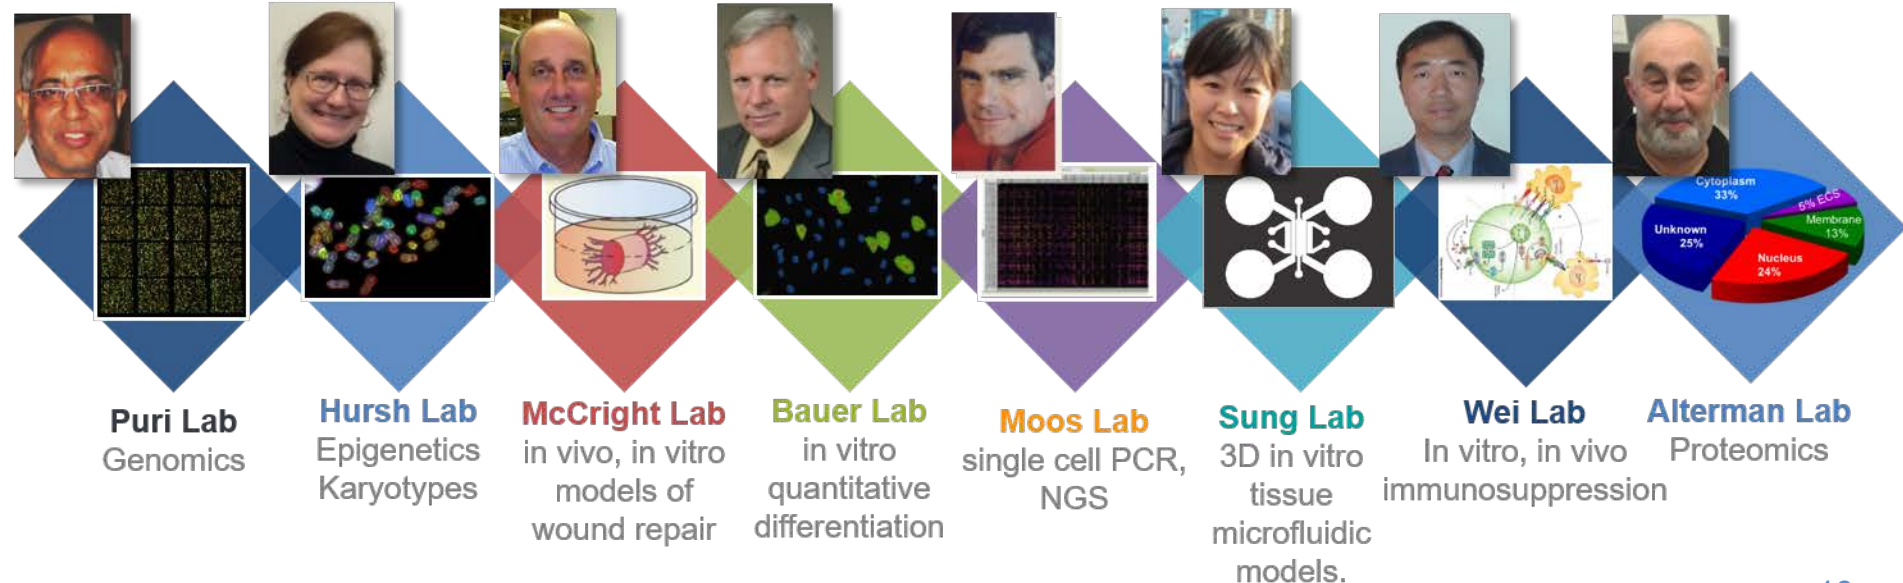 Puri Lab
Genomics
Hursh Lab
Epigenetics
Karyotypes
McCright Lab
in vivo, in vitro
models of
wound repair
Bauer Lab
in vitro
quantitative
differentiation
Moos Lab
single cell PCR,
NGS
Sung Lab
3D in vitro
tissue
microfluidic
models.
Wei Lab
In vitro, in vivo
immunosuppression
Alterman Lab
Proteomics
Cytoplasm
33%
5% ECS
Membrane
13%
Unknown
25%
Nucleus
24%